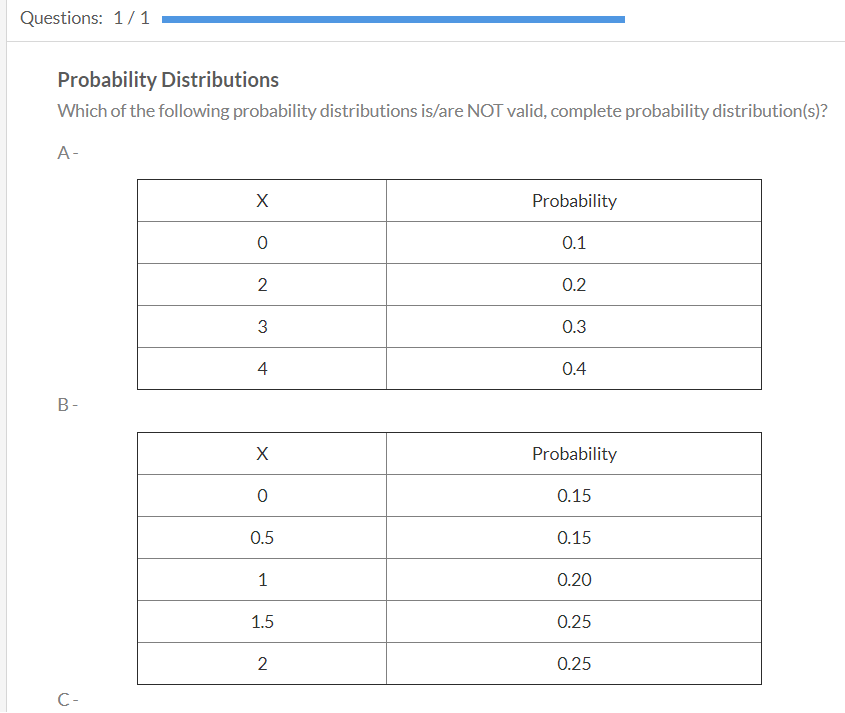 Questions: 1 / 1
Probability Distributions
Which of the following probability distributions is/are NOT valid, complete probability distribution(s)?
A -
X Probability
0 0.1
2 0.2
3 0.3
4 0.4
B -
X Probability
0 0.15
0.5 0.15
1 0.20
1.5 0.25
2 0.25
C -